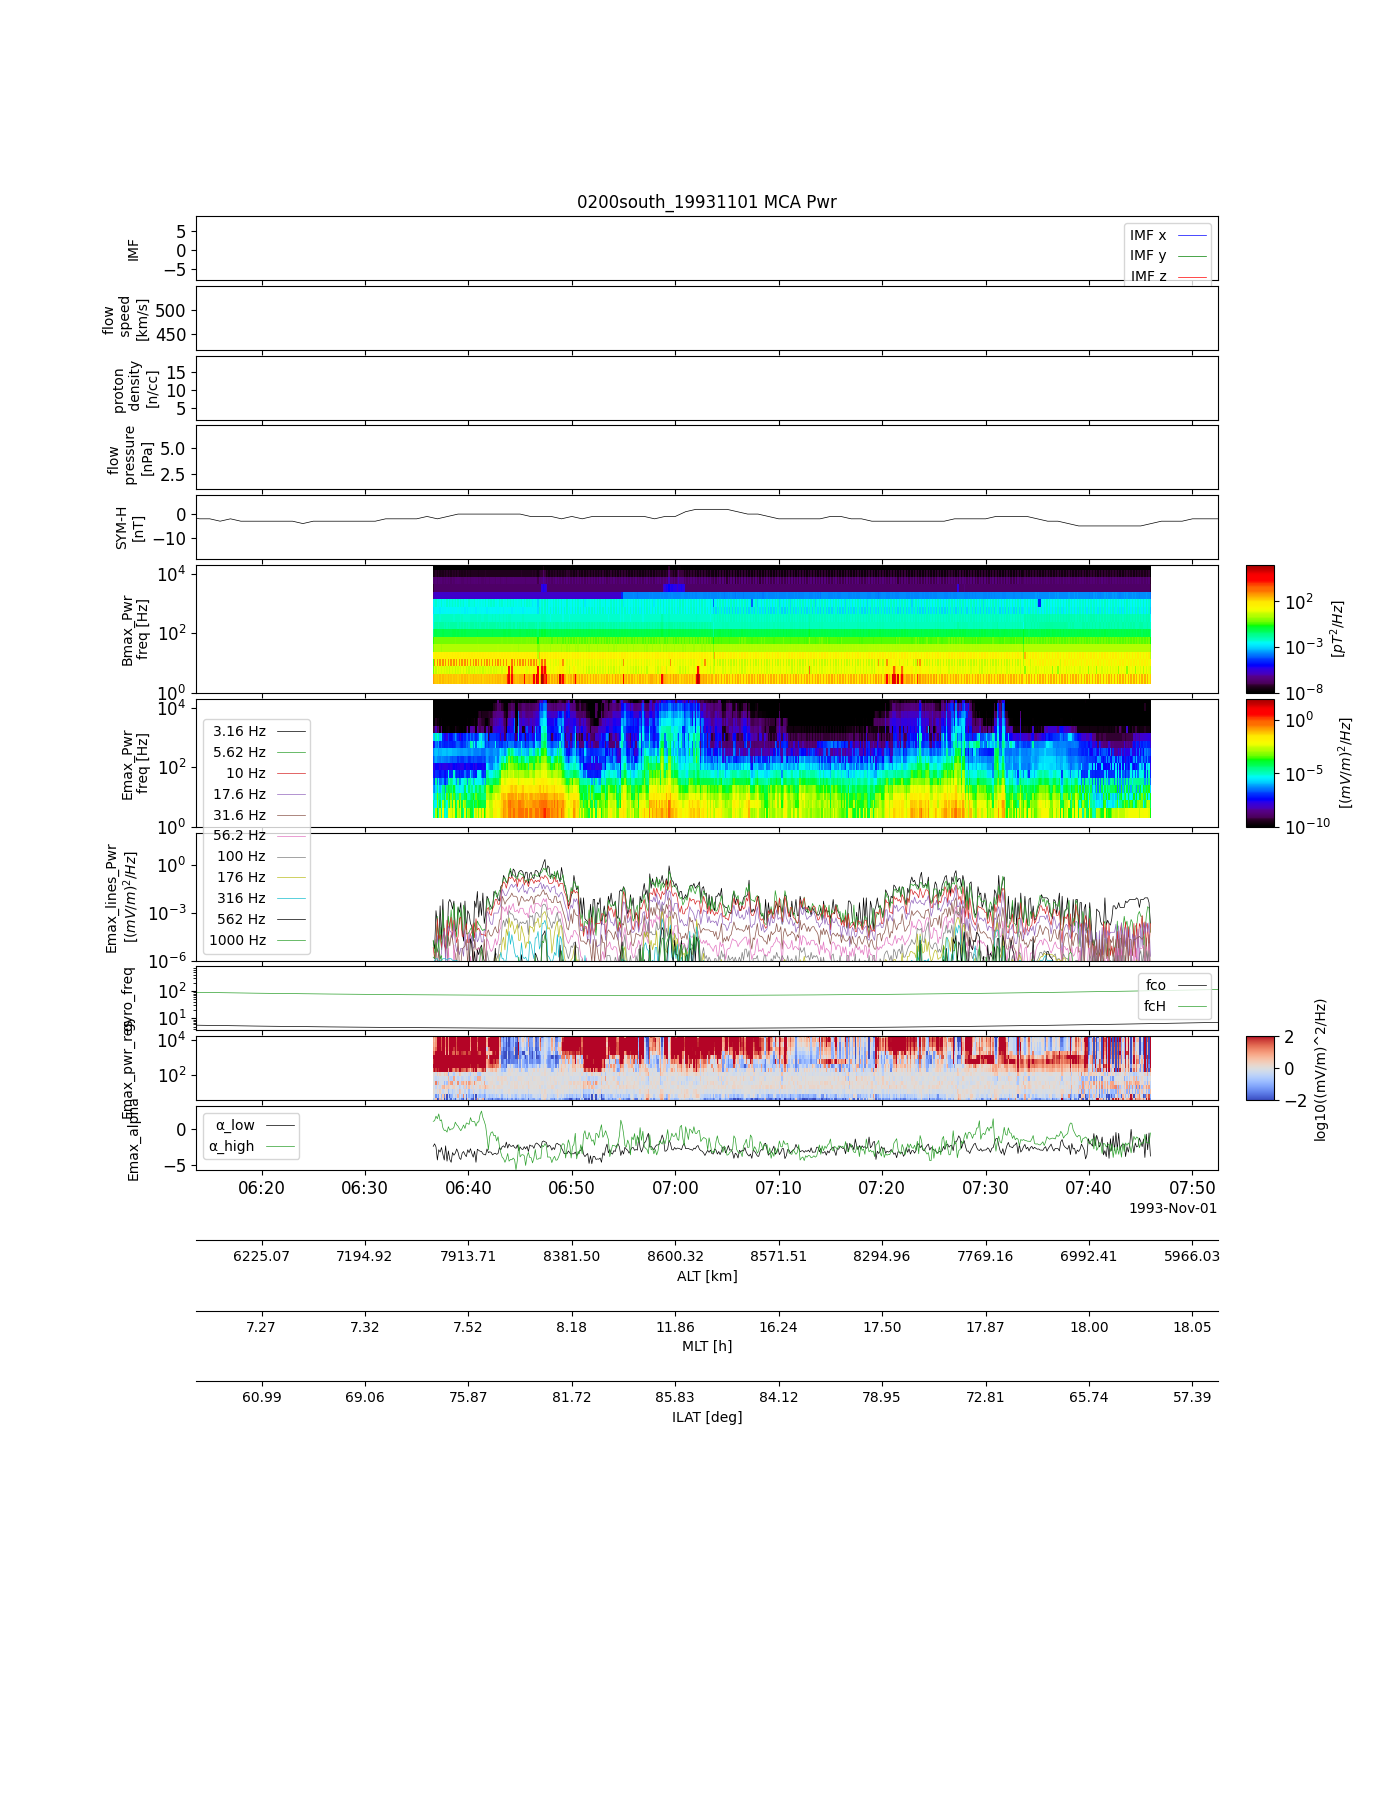 0200south_19931101 MCA Pwr
IMF
5
0
−5
IMF x
IMF y
IMF z
flow
speed
[km/s]
500
450
proton
density
[n/cc]
15
10
5
flow
pressure
[nPa]
5.0
2.5
SYM-H
[nT]
0
−10
Bmax_Pwr
freq [Hz]
10^4
10^2
10^0
10^2
10^−3
10^−8
[pT^2/Hz]
Emax_Pwr
freq [Hz]
10^4
10^2
10^0
10^0
10^−5
10^−10
[(mV/m)^2/Hz]
3.16 Hz
5.62 Hz
10 Hz
17.6 Hz
31.6 Hz
56.2 Hz
100 Hz
176 Hz
316 Hz
562 Hz
1000 Hz
Emax_lines_Pwr
[(mV/m)^2/Hz]
10^0
10^−3
10^−6
gyro_freq
10^2
10^1
fco
fcH
Emax_pwr_reg
10^4
10^2
2
0
−2
log10((mV/m)^2/Hz)
Emax_alpha
0
−5
α_low
α_high
06:20 06:30 06:40 06:50 07:00 07:10 07:20 07:30 07:40 07:50
1993-Nov-01
6225.07 7194.92 7913.71 8381.50 8600.32 8571.51 8294.96 7769.16 6992.41 5966.03
ALT [km]
7.27 7.32 7.52 8.18 11.86 16.24 17.50 17.87 18.00 18.05
MLT [h]
60.99 69.06 75.87 81.72 85.83 84.12 78.95 72.81 65.74 57.39
ILAT [deg]